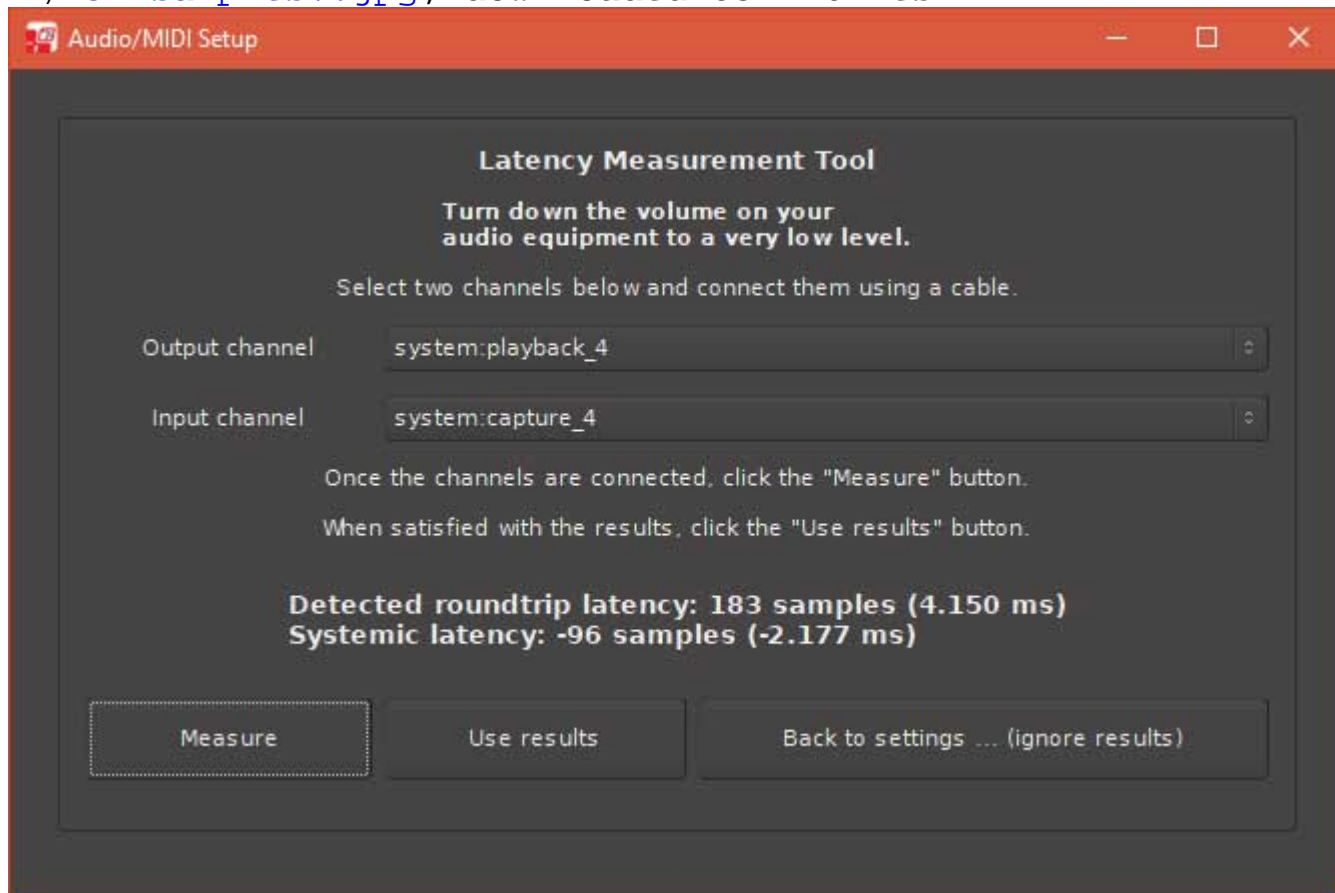 Audio/MIDI Setup
Latency Measurement Tool
Turn down the volume on your
audio equipment to a very low level.
Select two channels below and connect them using a cable.
Output channel system:playback_4
Input channel system:capture_4
Once the channels are connected, click the "Measure" button.
When satisfied with the results, click the "Use results" button.
Detected roundtrip latency: 183 samples (4.150 ms)
Systemic latency: -96 samples (-2.177 ms)
Measure Use results Back to settings ... (ignore results)